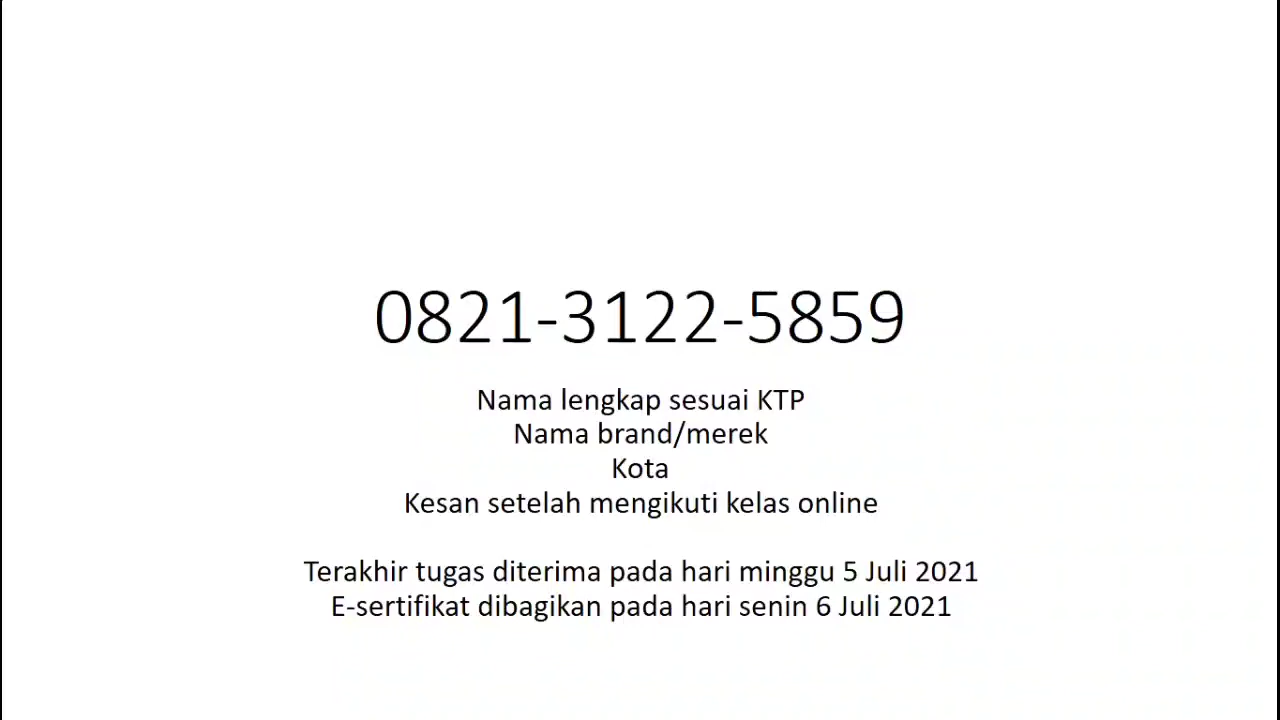 0821-3122-5859
Nama lengkap sesuai KTP
Nama brand/merek
Kota
Kesan setelah mengikuti kelas online
Terakhir tugas diterima pada hari minggu 5 Juli 2021
E-sertifikat dibagikan pada hari senin 6 Juli 2021